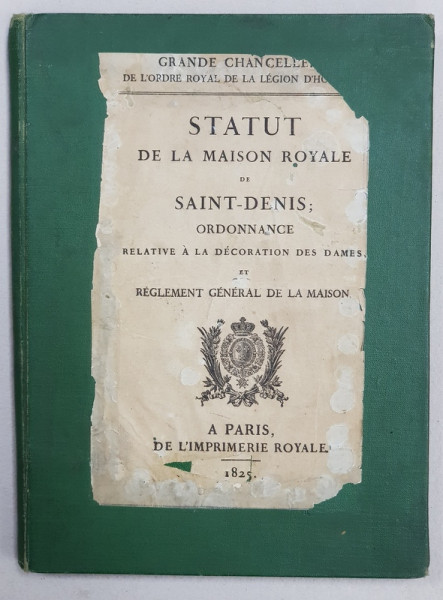 GRANDE CHANCELLE
DE L'ORDRE ROYAL DE LA LÉGION D'HO
STATUT
DE LA MAISON ROYALE
DE
SAINT-DENIS;
ORDONNANCE
RELATIVE À LA DÉCORATION DES DAMES,
ET
RÉGLEMENT GÉNÉRAL DE LA MAISON
A PARIS,
DE L'IMPRIMERIE ROYALE.
1825.